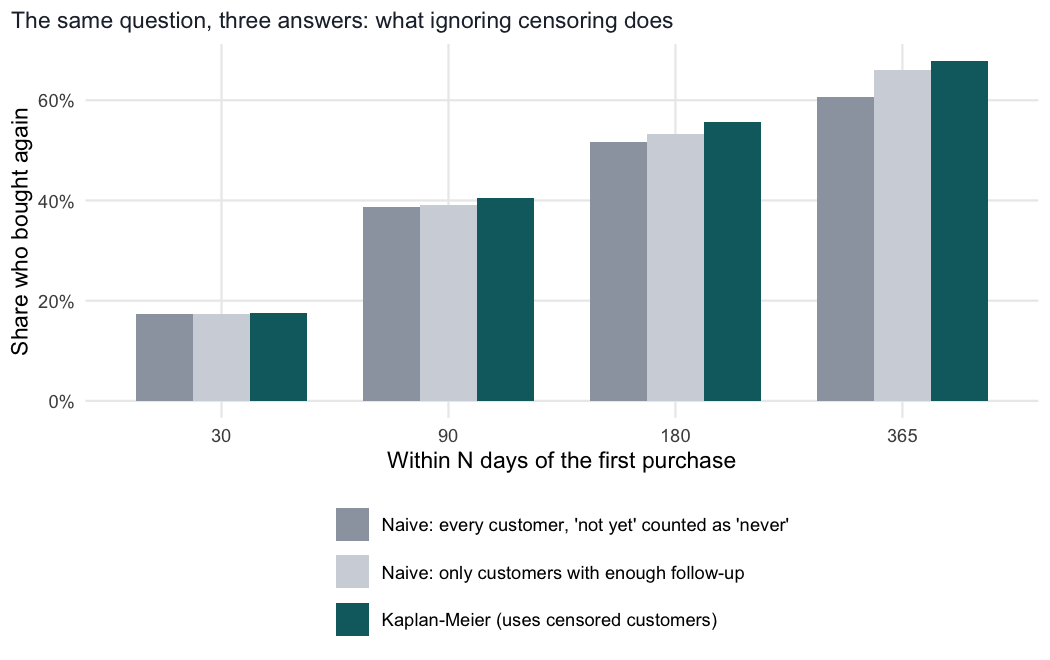 The same question, three answers: what ignoring censoring does
Share who bought again
60%
40%
20%
0%
30
90
180
365
Within N days of the first purchase
Naive: every customer, 'not yet' counted as 'never'
Naive: only customers with enough follow-up
Kaplan-Meier (uses censored customers)